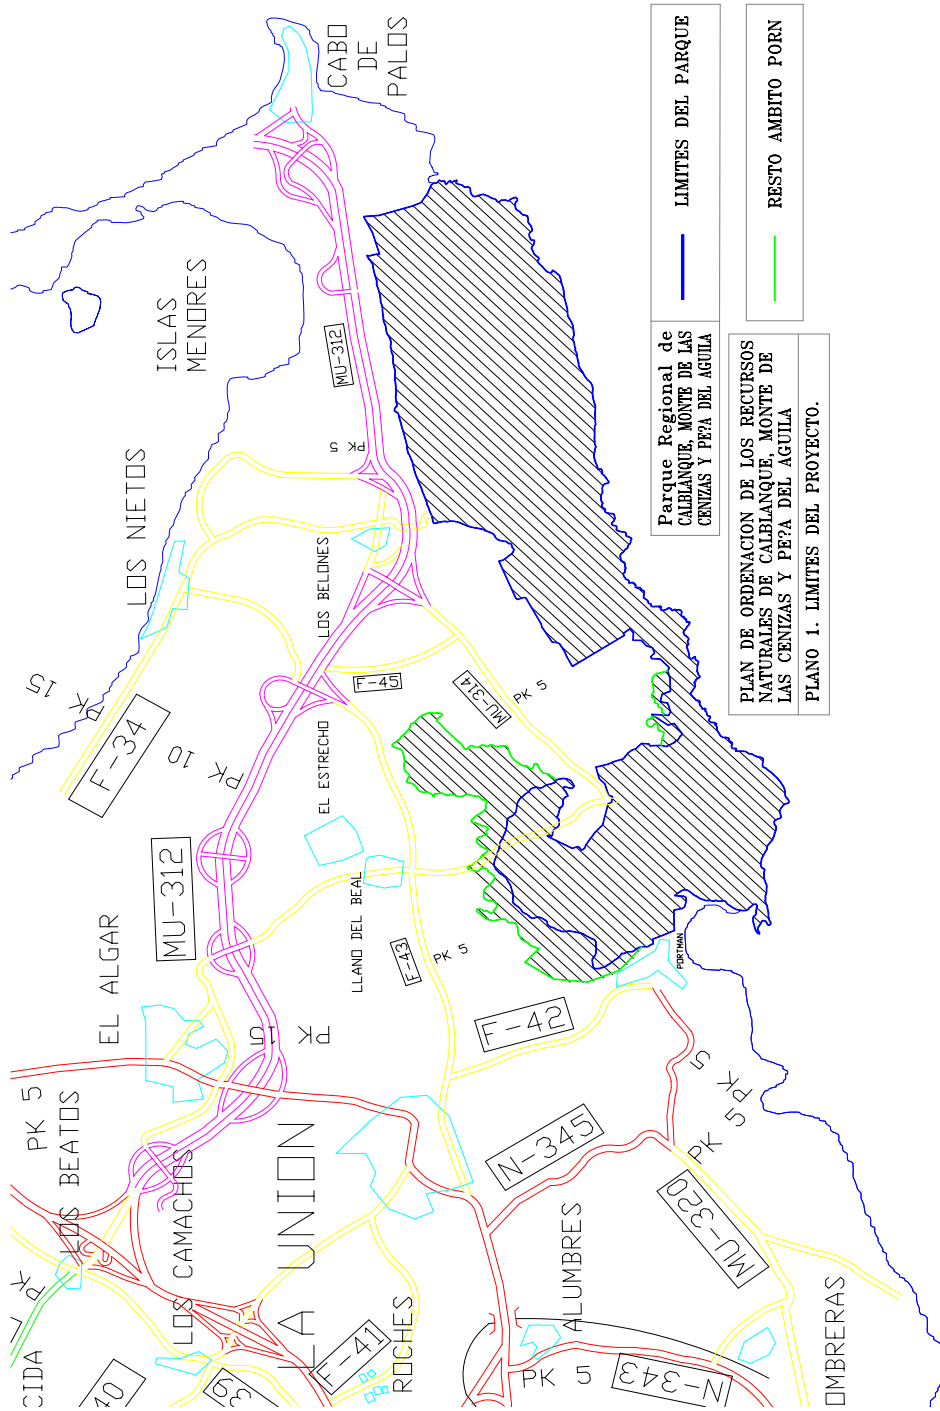 CABO
DE
PALOS
ISLAS
MENORES
MU-312
PK 5
LOS NIETOS
LOS BELONES
PK 15
F-34
PK 10
F-45
MU-314
PK 5
EL ESTRECHO
MU-312
LLANO DEL BEAL
F-43
PK 5
EL ALGAR
PK 15
PORTMAN
F-42
PK 5
LOS BEATOS
PK 5
PK 5
N-345
LOS CAMACHOS
LA UNION
MU-320
ALUMBRES
PK
F-41
ROCHES
PK 5
N-343
OMBRERAS
CIDA
40
39
LIMITES DEL PARQUE
Parque Regional de
CALBLANQUE, MONTE DE LAS
CENIZAS Y PE?A DEL AGUILA
RESTO AMBITO PORN
PLAN DE ORDENACION DE LOS RECURSOS
NATURALES DE CALBLANQUE, MONTE DE
LAS CENIZAS Y PE?A DEL AGUILA
PLANO 1. LIMITES DEL PROYECTO.